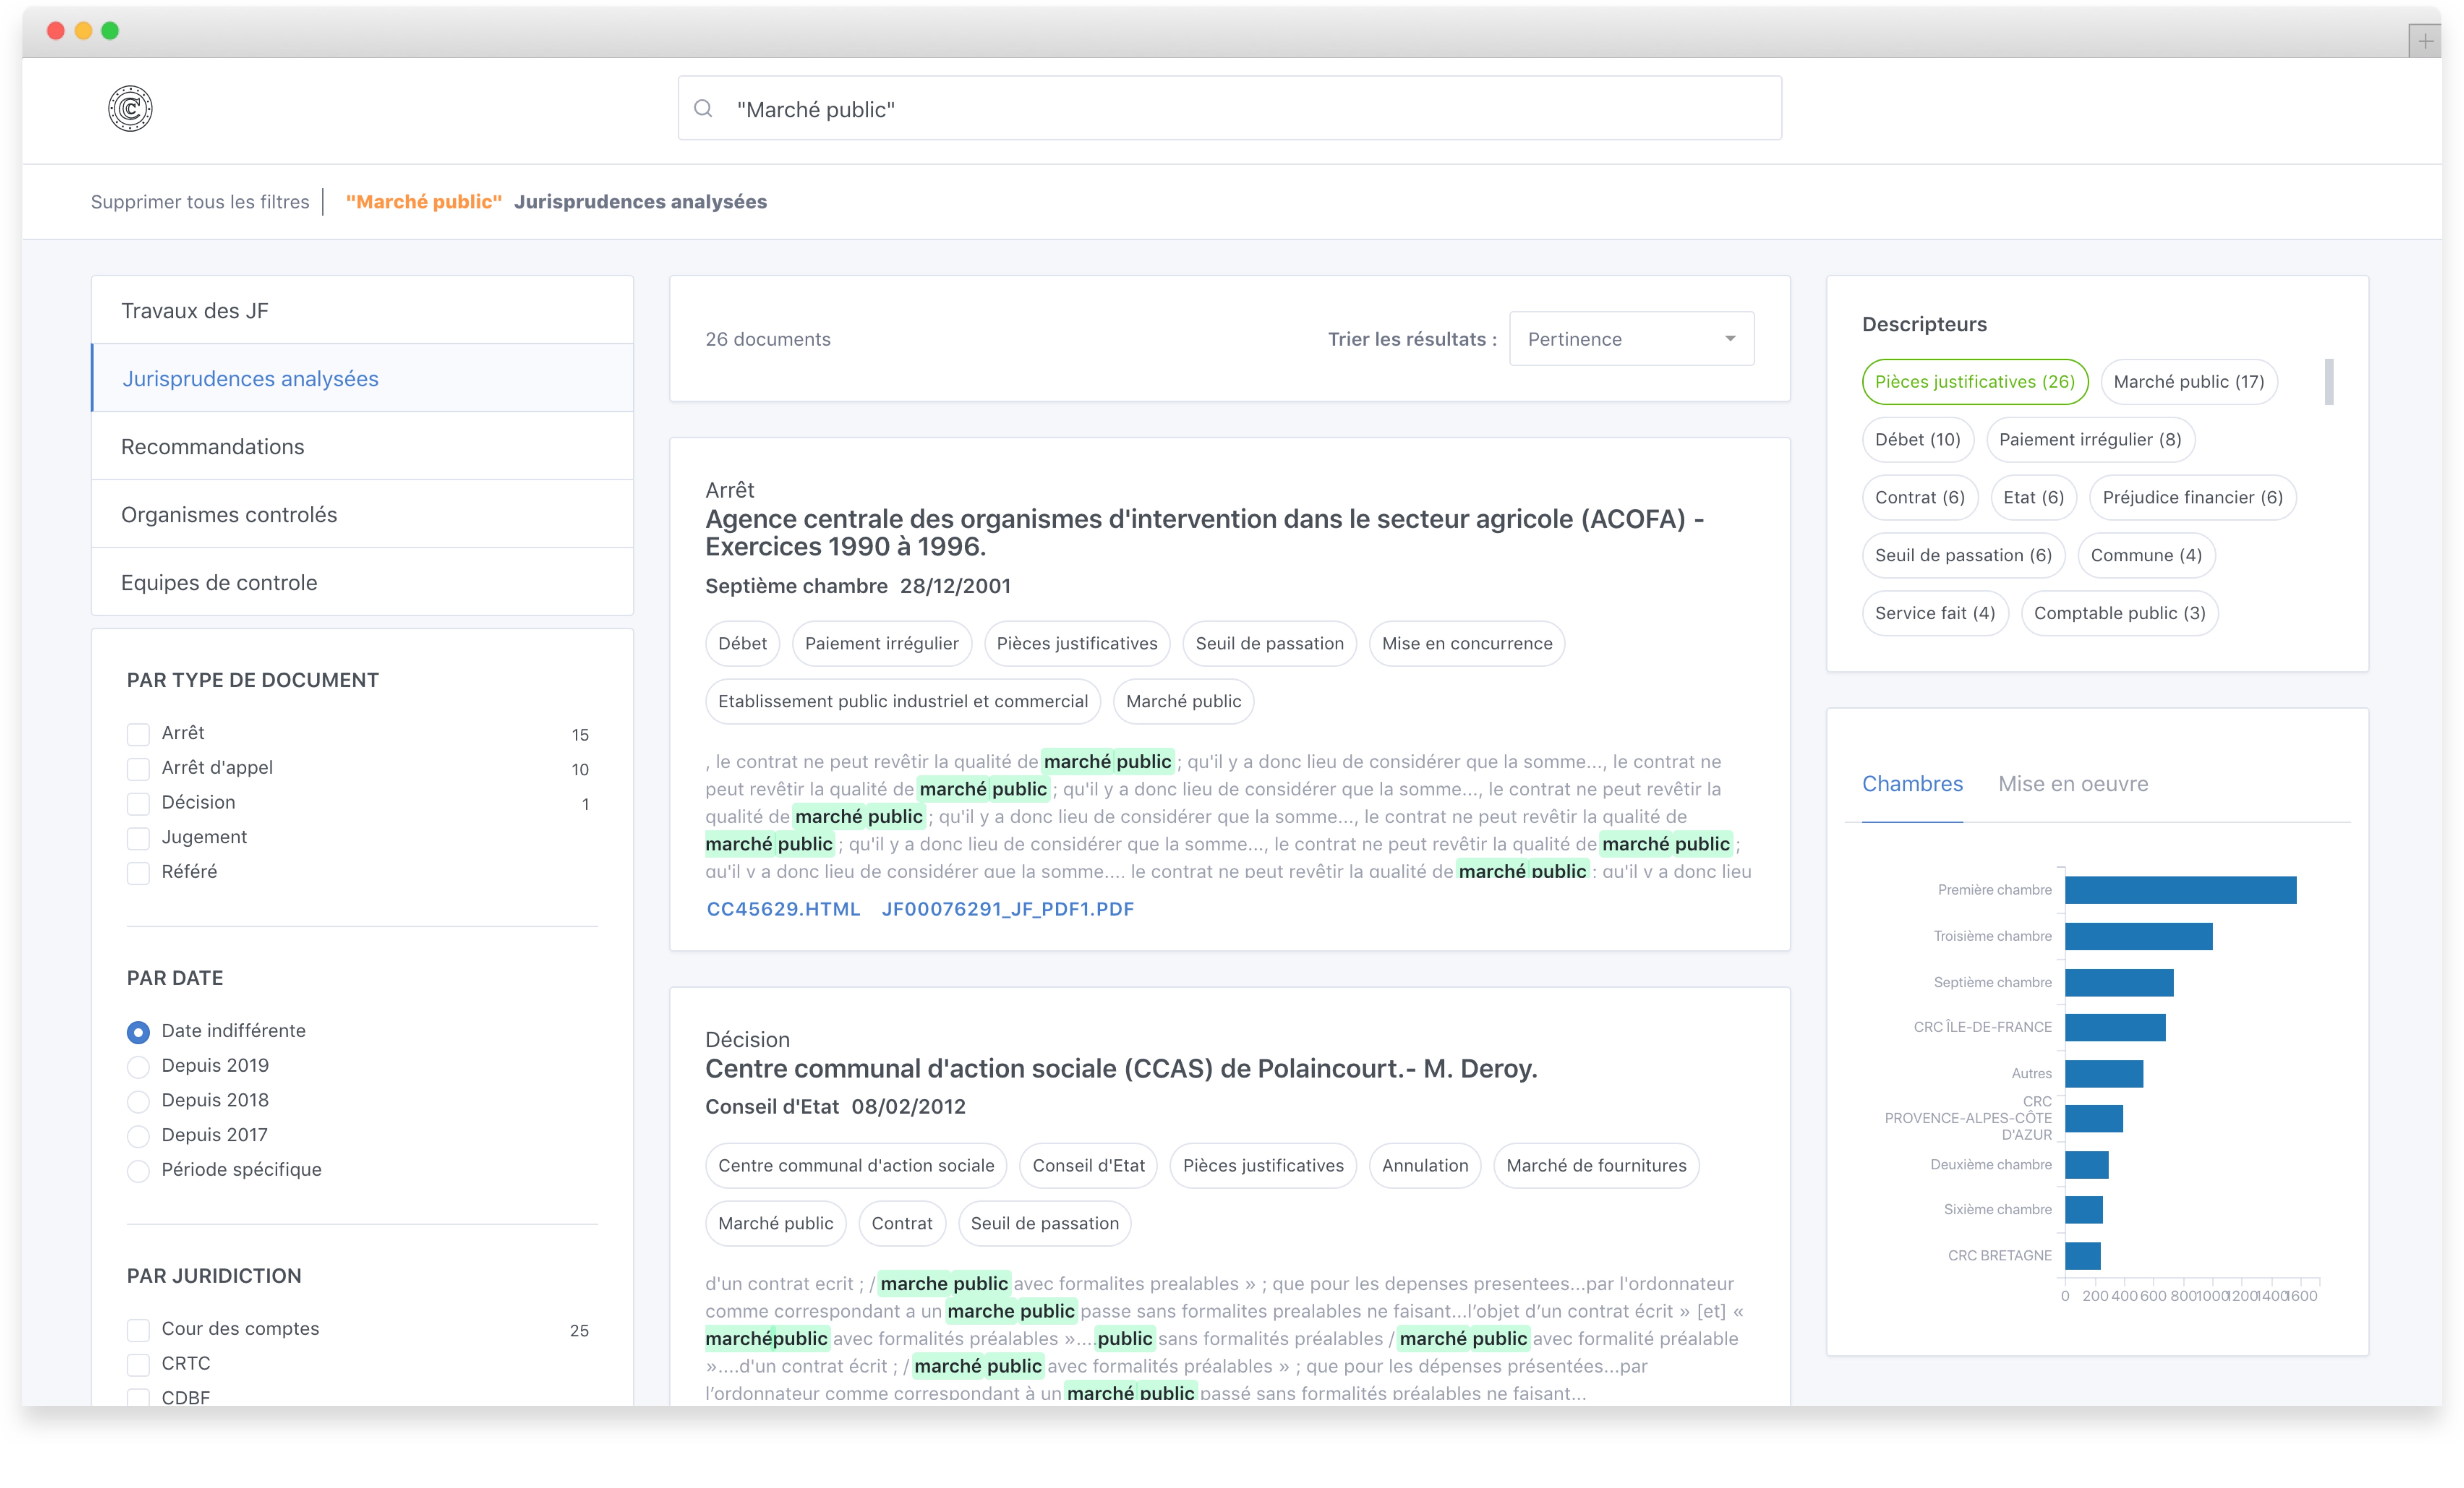 "Marché public"
Supprimer tous les filtres
"Marché public" Jurisprudences analysées
Travaux des JF
Jurisprudences analysées
Recommandations
Organismes controlés
Equipes de controle
PAR TYPE DE DOCUMENT
Arrêt 15
Arrêt d'appel 10
Décision 1
Jugement
Référé
PAR DATE
Date indifférente
Depuis 2019
Depuis 2018
Depuis 2017
Période spécifique
PAR JURIDICTION
Cour des comptes 25
CRTC
CDBF
26 documents
Trier les résultats : Pertinence
Arrêt
Agence centrale des organismes d'intervention dans le secteur agricole (ACOFA) -
Exercices 1990 à 1996.
Septième chambre 28/12/2001
Débet Paiement irrégulier Pièces justificatives Seuil de passation Mise en concurrence
Etablissement public industriel et commercial Marché public
, le contrat ne peut revêtir la qualité de marché public ; qu'il y a donc lieu de considérer que la somme..., le contrat ne
peut revêtir la qualité de marché public ; qu'il y a donc lieu de considérer que la somme..., le contrat ne peut revêtir la
qualité de marché public ; qu'il y a donc lieu de considérer que la somme..., le contrat ne peut revêtir la qualité de
marché public ; qu'il y a donc lieu de considérer que la somme..., le contrat ne peut revêtir la qualité de marché public ;
qu'il y a donc lieu de considérer que la somme..., le contrat ne peut revêtir la qualité de marché public ; qu'il y a donc lieu
CC45629.HTML JF00076291_JF_PDF1.PDF
Décision
Centre communal d'action sociale (CCAS) de Polaincourt.- M. Deroy.
Conseil d'Etat 08/02/2012
Centre communal d'action sociale Conseil d'Etat Pièces justificatives Annulation Marché de fournitures
Marché public Contrat Seuil de passation
d'un contrat ecrit ; / marche public avec formalites prealables » ; que pour les depenses presentees...par l'ordonnateur
comme correspondant a un marche public passe sans formalites prealables ne faisant...l'objet d'un contrat écrit » [et] «
marchépublic avec formalités préalables »....public sans formalités préalables / marché public avec formalité préalable
»....d'un contrat écrit ; / marché public avec formalités préalables » ; que pour les dépenses présentées...par
l'ordonnateur comme correspondant à un marché public passé sans formalités préalables ne faisant...
Descripteurs
Pièces justificatives (26) Marché public (17)
Débet (10) Paiement irrégulier (8)
Contrat (6) Etat (6) Préjudice financier (6)
Seuil de passation (6) Commune (4)
Service fait (4) Comptable public (3)
Chambres Mise en oeuvre
Première chambre
Troisième chambre
Septième chambre
CRC ÎLE-DE-FRANCE
Autres
CRC
PROVENCE-ALPES-CÔTE
D'AZUR
Deuxième chambre
Sixième chambre
CRC BRETAGNE
0 200 400 600 800 1000 1200 1400 1600